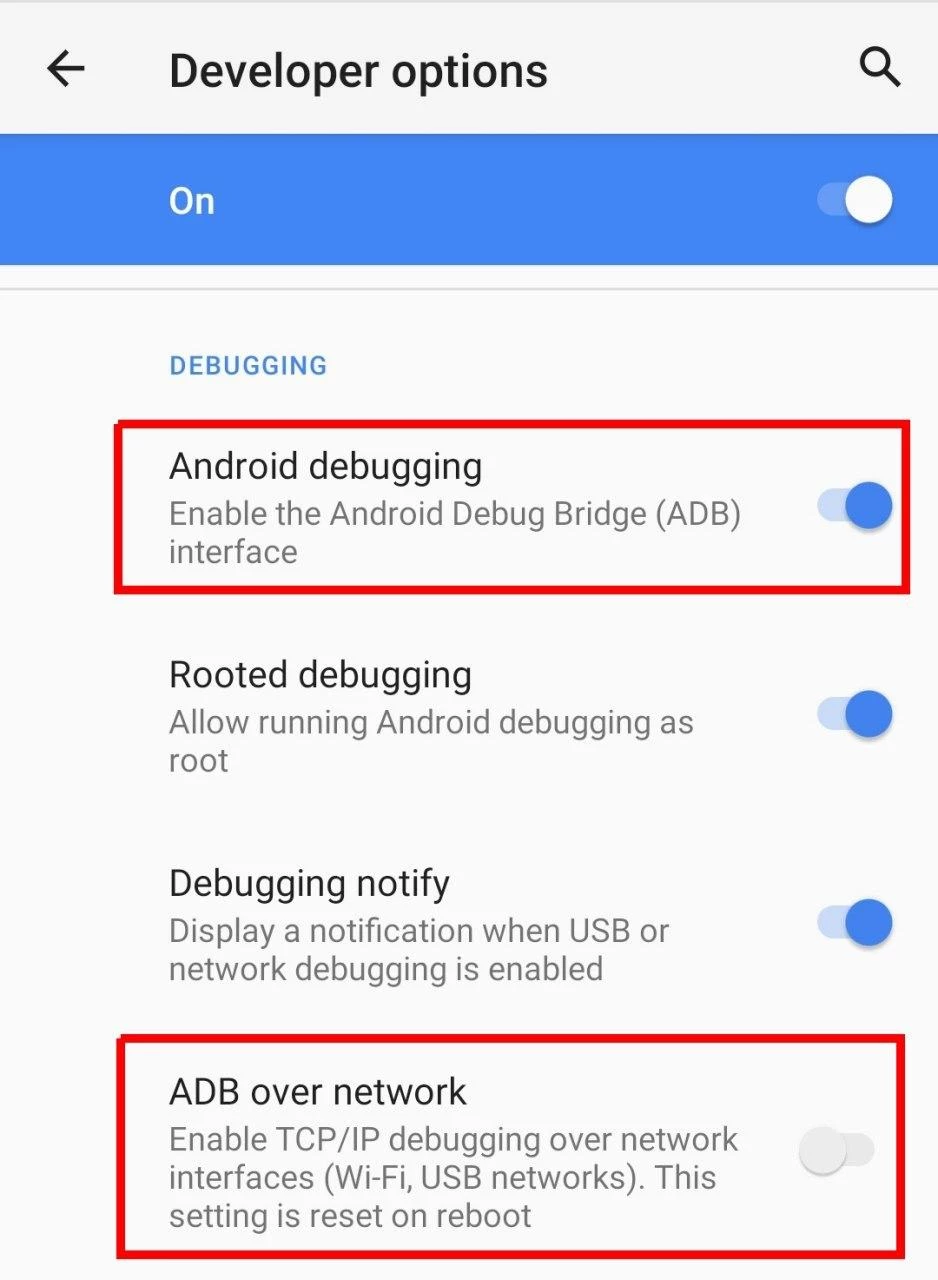 Developer options
On
DEBUGGING
Android debugging
Enable the Android Debug Bridge (ADB)
interface
Rooted debugging
Allow running Android debugging as
root
Debugging notify
Display a notification when USB or
network debugging is enabled
ADB over network
Enable TCP/IP debugging over network
interfaces (Wi-Fi, USB networks). This
setting is reset on reboot